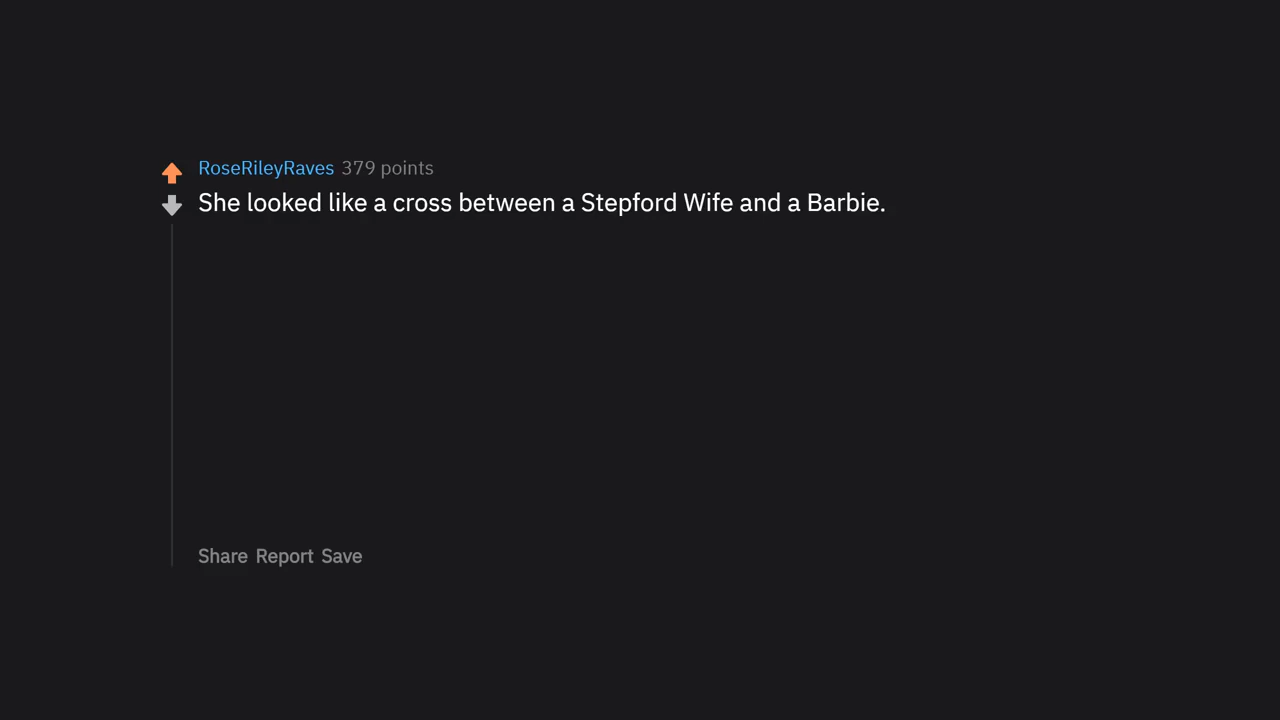 RoseRileyRaves 379 points
She looked like a cross between a Stepford Wife and a Barbie.
Share Report Save